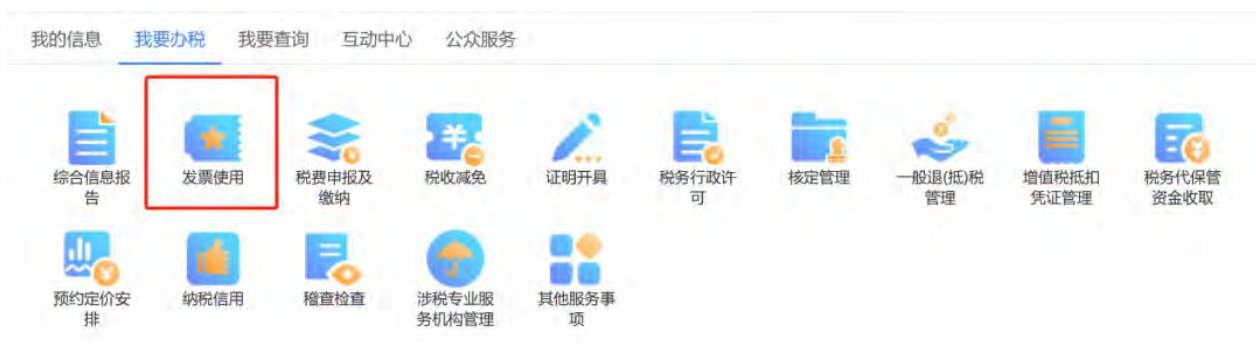 我的信息 我要办税 我要查询 互动中心 公众服务
综合信息报告
发票使用
税费申报及缴纳
税收减免
证明开具
税务行政许可
核定管理
一般退(抵)税管理
增值税抵扣凭证管理
税务代保管资金收取
预约定价安排
纳税信用
稽查检查
涉税专业服务机构管理
其他服务事项